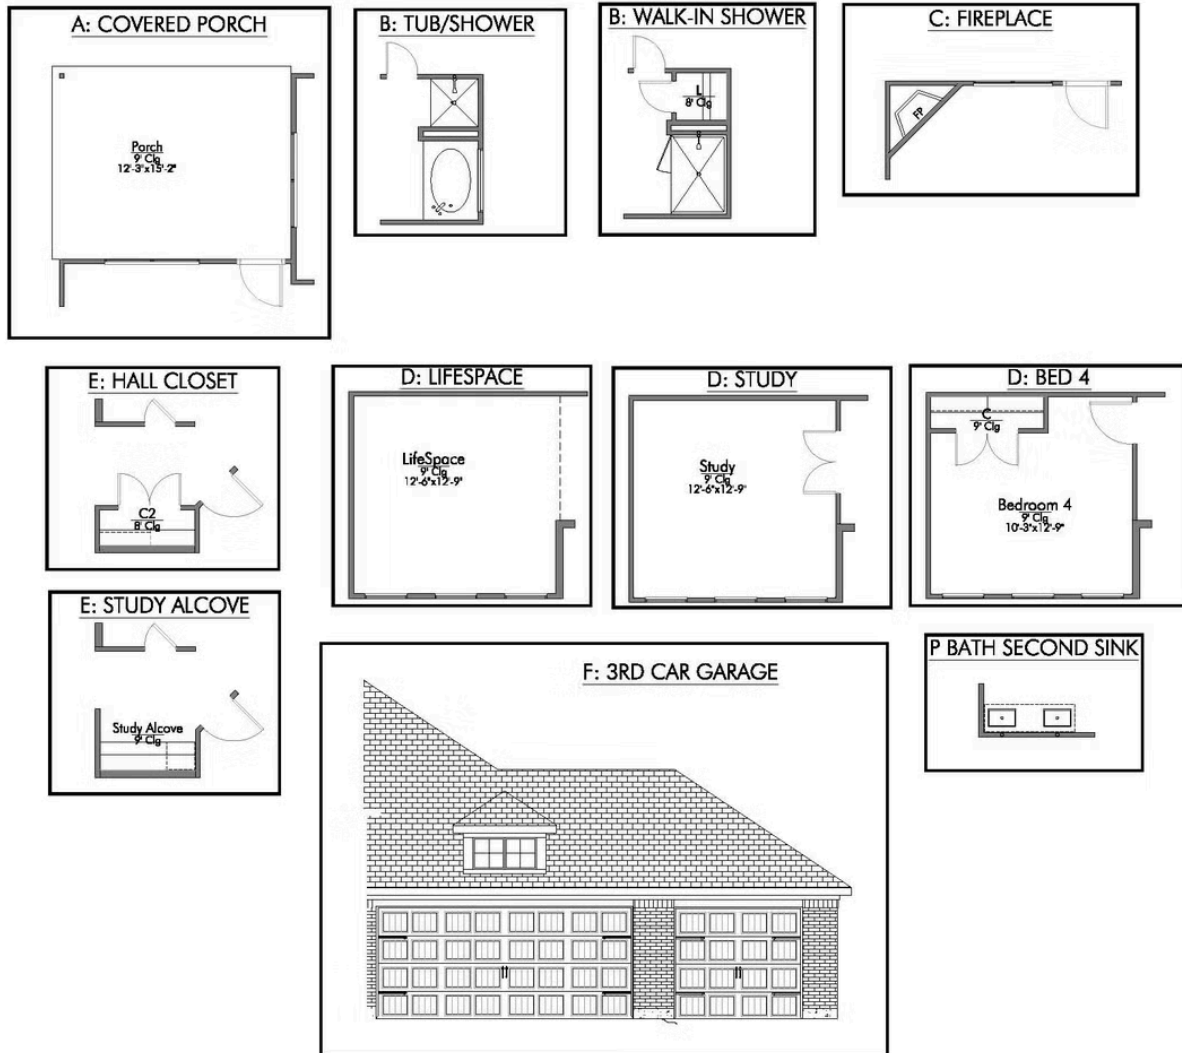 A: COVERED PORCH
Porch
9' Clg
12'-3"x15'-2"
B: TUB/SHOWER
B: WALK-IN SHOWER
L
8' Clg
C: FIREPLACE
FP
E: HALL CLOSET
C2
8' Clg
D: LIFESPACE
LifeSpace
9' Clg
12'-6"x12'-9"
D: STUDY
Study
9' Clg
12'-6"x12'-9"
D: BED 4
C
9' Clg
Bedroom 4
9' Clg
10'-3"x12'-9"
E: STUDY ALCOVE
Study Alcove
9' Clg
F: 3RD CAR GARAGE
P BATH SECOND SINK